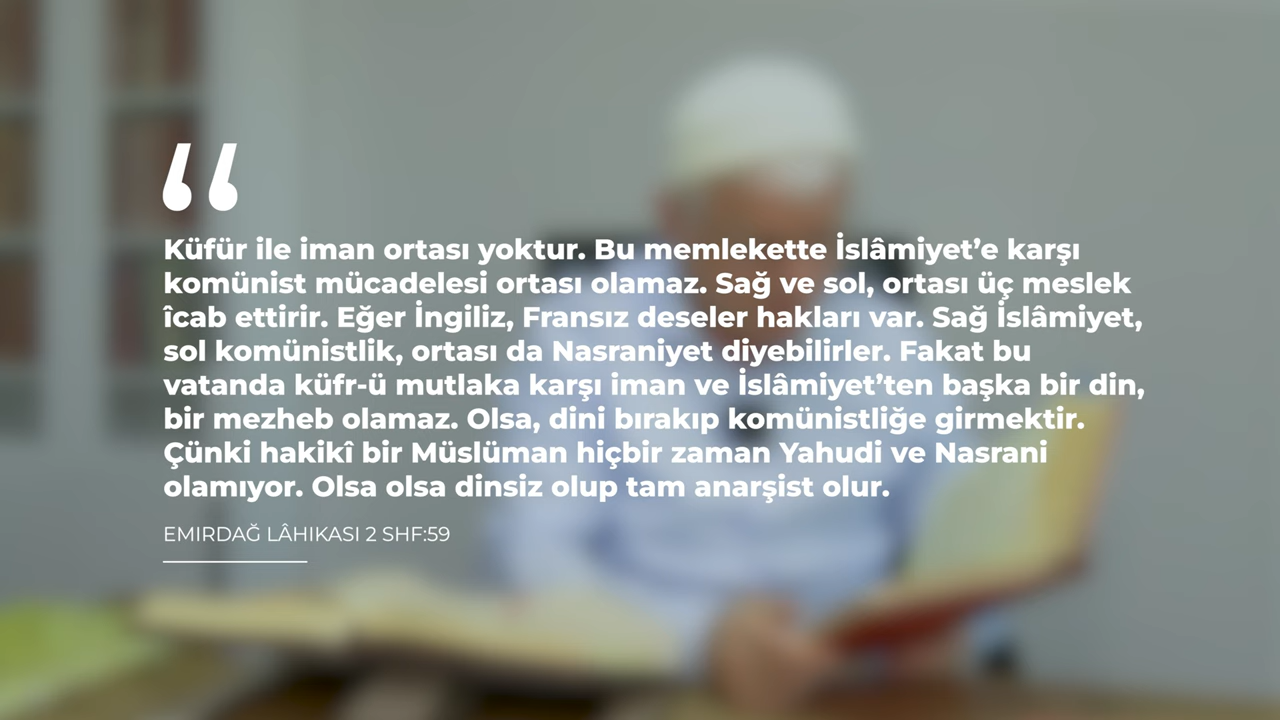 “
Küfür ile iman ortası yoktur. Bu memlekette İslâmiyet’e karşı
komünist mücadelesi ortası olamaz. Sağ ve sol, ortası üç meslek
îcab ettirir. Eğer İngiliz, Fransız deseler hakları var. Sağ İslâmiyet,
sol komünistlik, ortası da Nasraniyet diyebilirler. Fakat bu
vatanda küfr-ü mutlaka karşı iman ve İslâmiyet’ten başka bir din,
bir mezheb olamaz. Olsa, dini bırakıp komünistliğe girmektir.
Çünki hakikî bir Müslüman hiçbir zaman Yahudi ve Nasrani
olamıyor. Olsa olsa dinsiz olup tam anarşist olur.
EMIRDAĞ LÂHIKASI 2 SHF:59